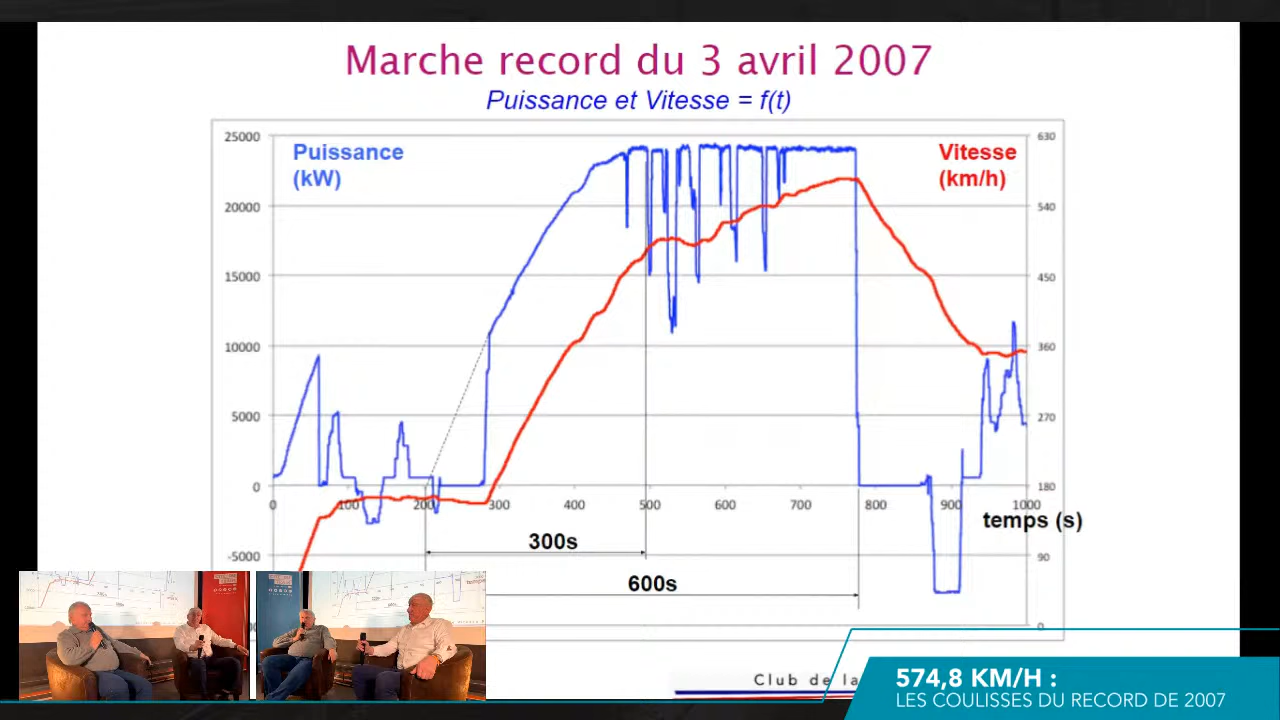 Marche record du 3 avril 2007
Puissance et Vitesse = f(t)
25000
630
Puissance
(kW)
Vitesse
(km/h)
20000
540
15000
450
10000
360
5000
270
0
180
0
100
200
300
400
500
600
700
800
900
1000
temps (s)
300s
-5000
90
600s
0
Club de la
574,8 KM/H :
LES COULISSES DU RECORD DE 2007